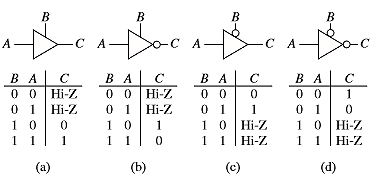 B B B B
A C A C A C A C
B A C B A C B A C B A C
0 0 Hi-Z 0 0 Hi-Z 0 0 0 0 0 1
0 1 Hi-Z 0 1 Hi-Z 0 1 1 0 1 0
1 0 0 1 0 1 1 0 Hi-Z 1 0 Hi-Z
1 1 1 1 1 0 1 1 Hi-Z 1 1 Hi-Z
(a) (b) (c) (d)